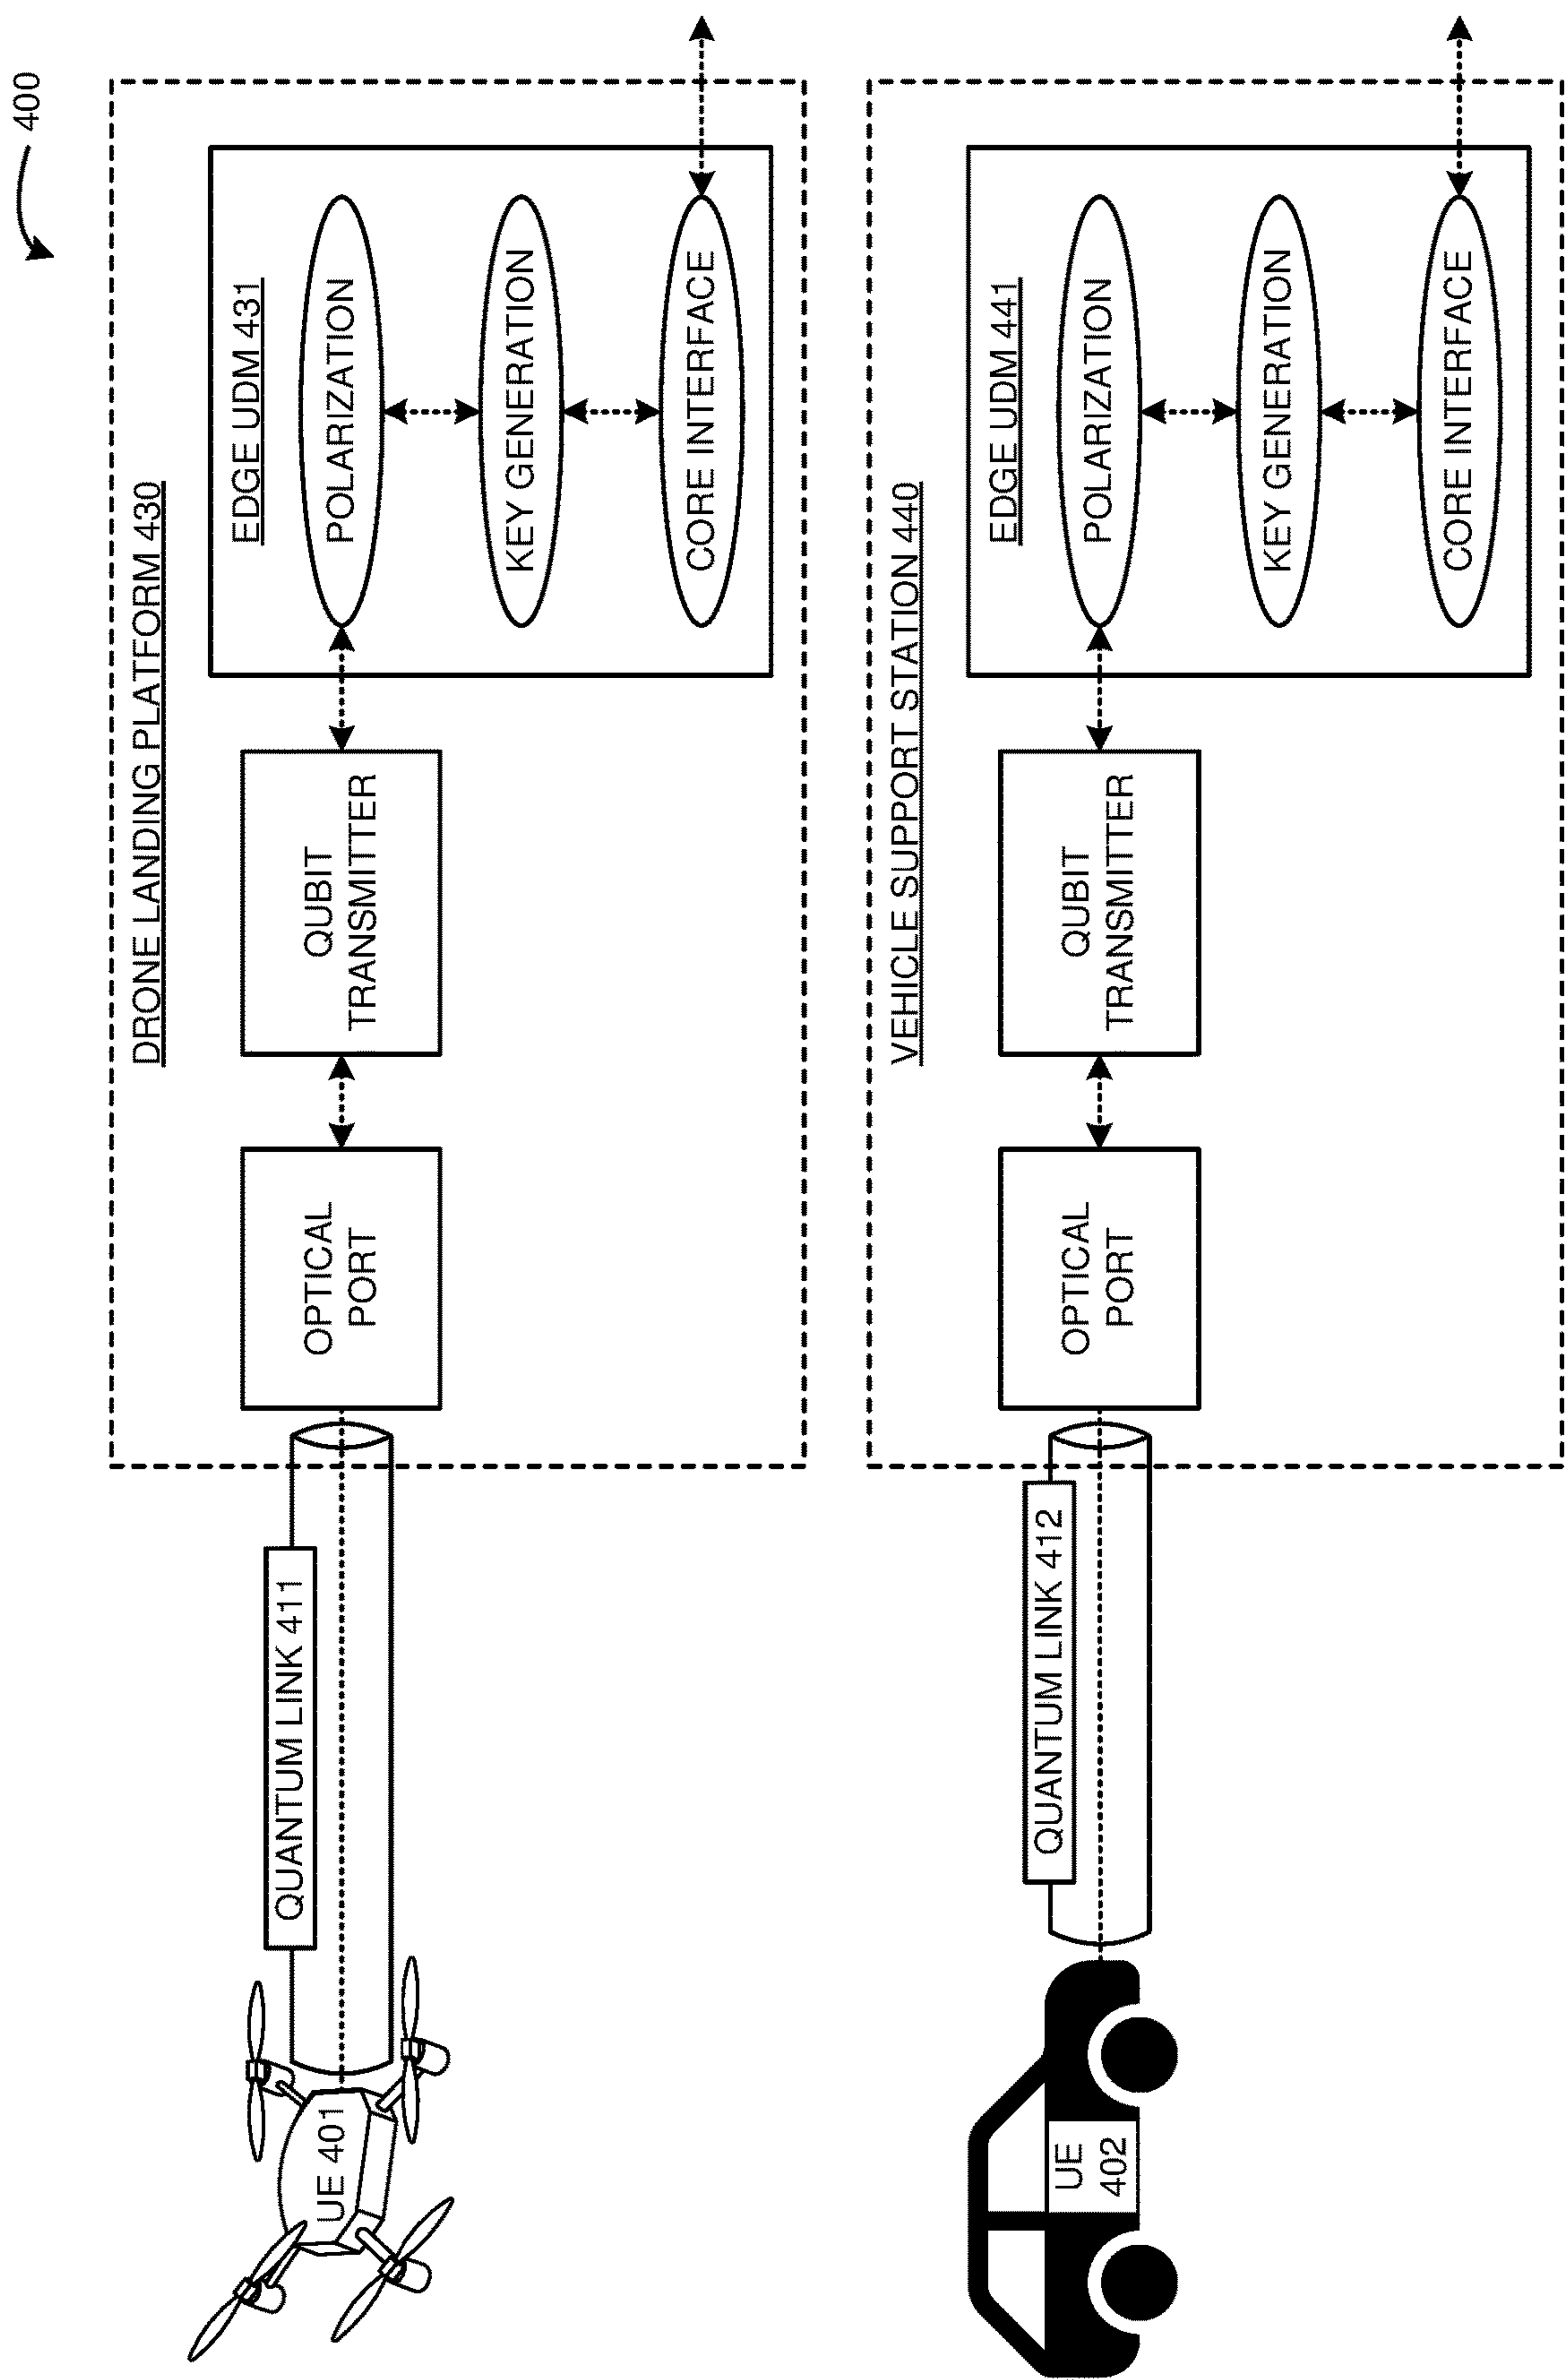 400
DRONE LANDING PLATFORM 430
UE 401
QUANTUM LINK 411
OPTICAL
PORT
QUBIT
TRANSMITTER
EDGE UDM 431
POLARIZATION
KEY GENERATION
CORE INTERFACE
VEHICLE SUPPORT STATION 440
UE
402
QUANTUM LINK 412
OPTICAL
PORT
QUBIT
TRANSMITTER
EDGE UDM 441
POLARIZATION
KEY GENERATION
CORE INTERFACE